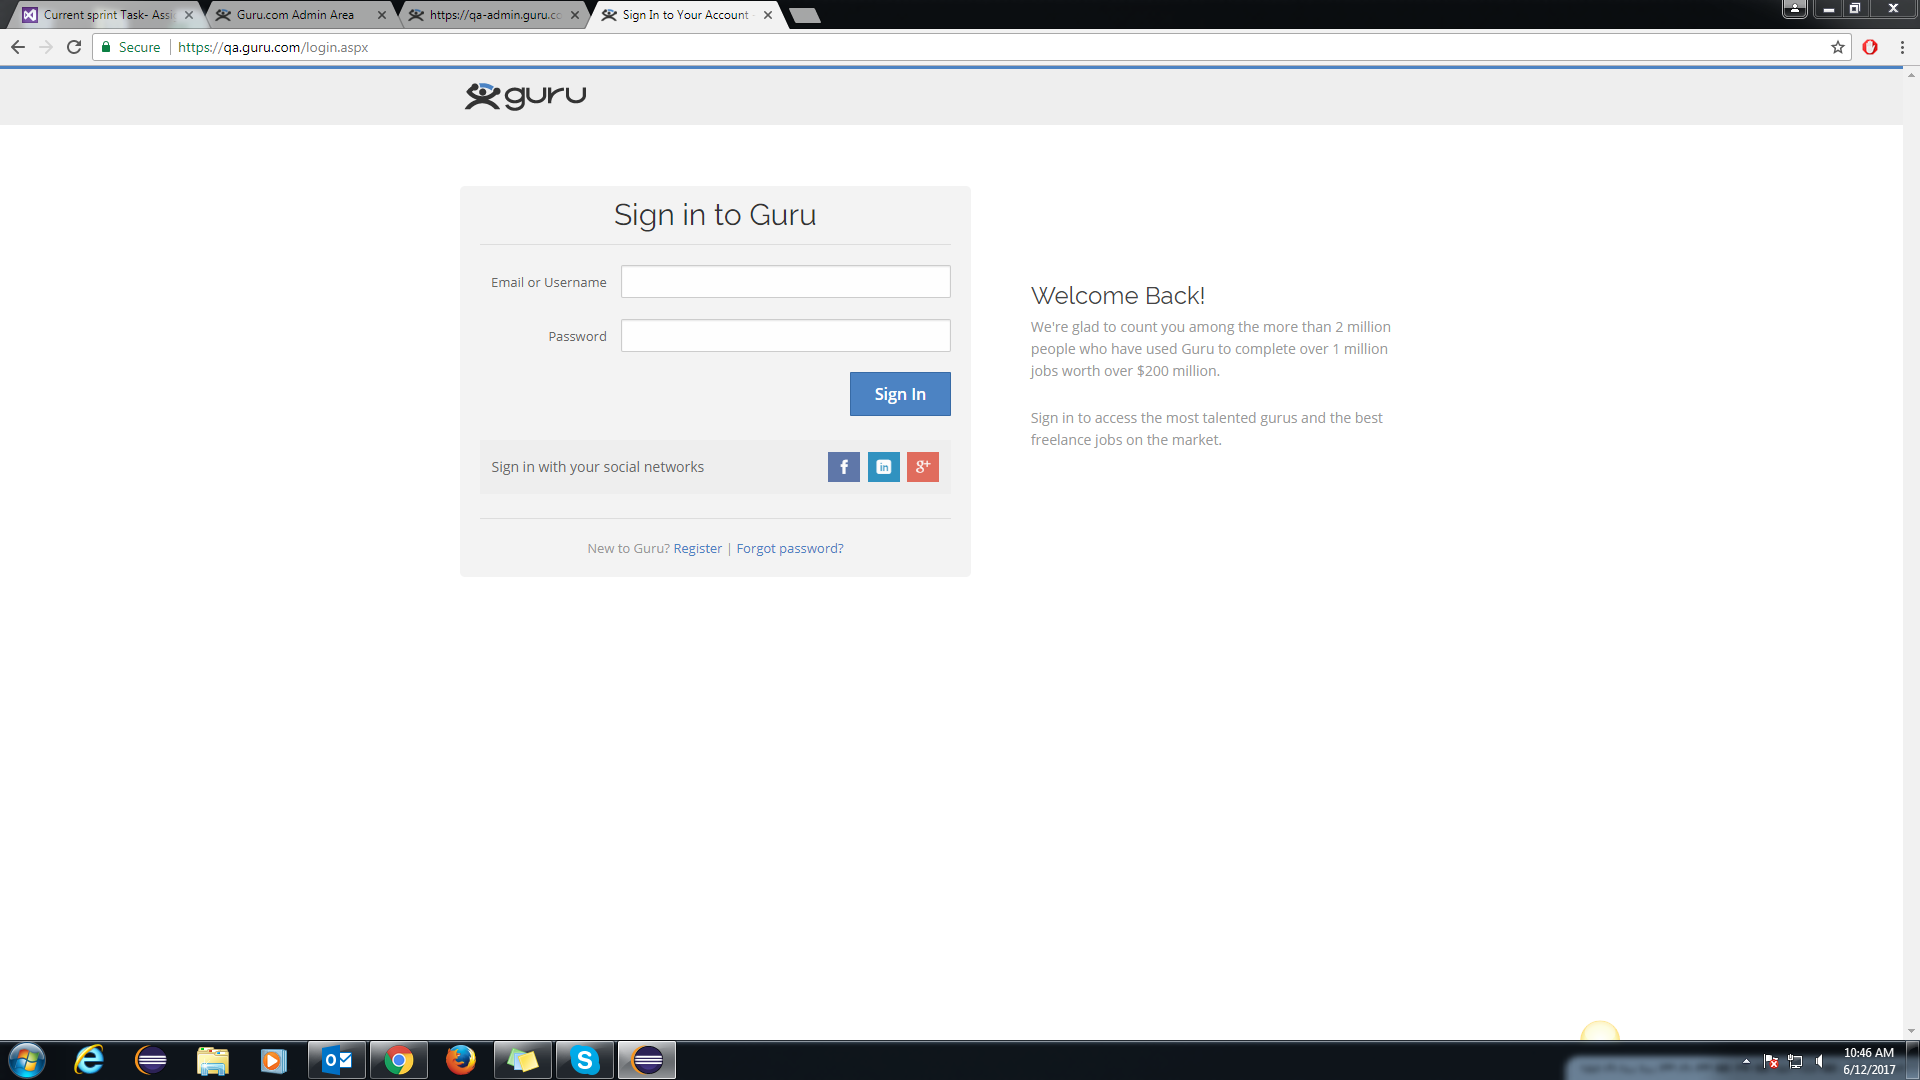 Current sprint Task- Assi
Guru.com Admin Area
https://qa-admin.guru.co
Sign In to Your Account
Secure
https://qa.guru.com/login.aspx
guru
Sign in to Guru
Email or Username
Password
Sign In
Sign in with your social networks
New to Guru? Register | Forgot password?
Welcome Back!
We're glad to count you among the more than 2 million
people who have used Guru to complete over 1 million
jobs worth over $200 million.
Sign in to access the most talented gurus and the best
freelance jobs on the market.
10:46 AM
6/12/2017